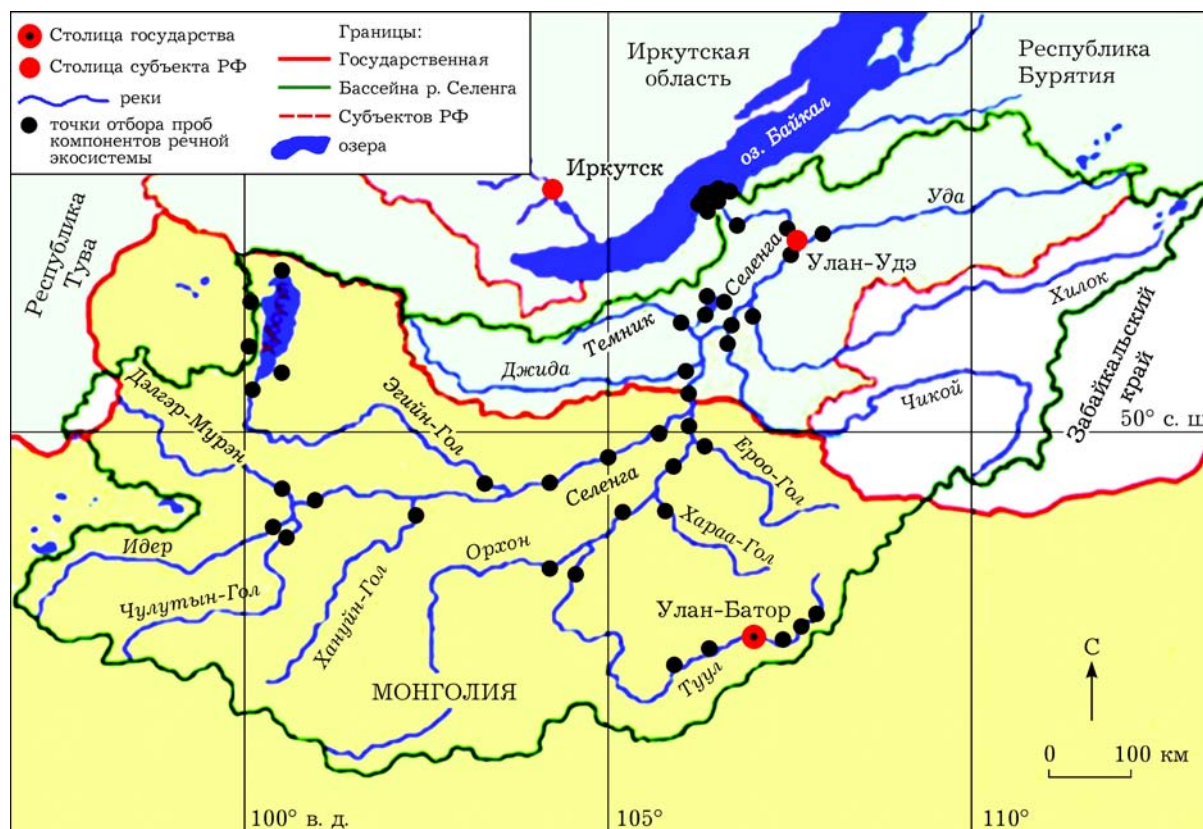 Столица государства
Столица субъекта РФ
реки
точки отбора проб
компонентов речной
экосистемы
Границы:
Государственная
Бассейна р. Селенга
Субъектов РФ
озера
Иркутская
область
Республика
Бурятия
оз. Байкал
Иркутск
Республика
Тува
Уда
Улан-Удэ
Селенга
Хилок
Темник
Джида
Чикой
Забайкальский
край
50° с. ш
Дэлгэр-Мурэн
Эгийн-Гол
Селенга
Ероо-Гол
Хараа-Гол
Идер
Орхон
Чулутын-Гол
Хануйн-Гол
Улан-Батор
Туул
МОНГОЛИЯ
С
0 100 км
100° в. д.
105°
110°